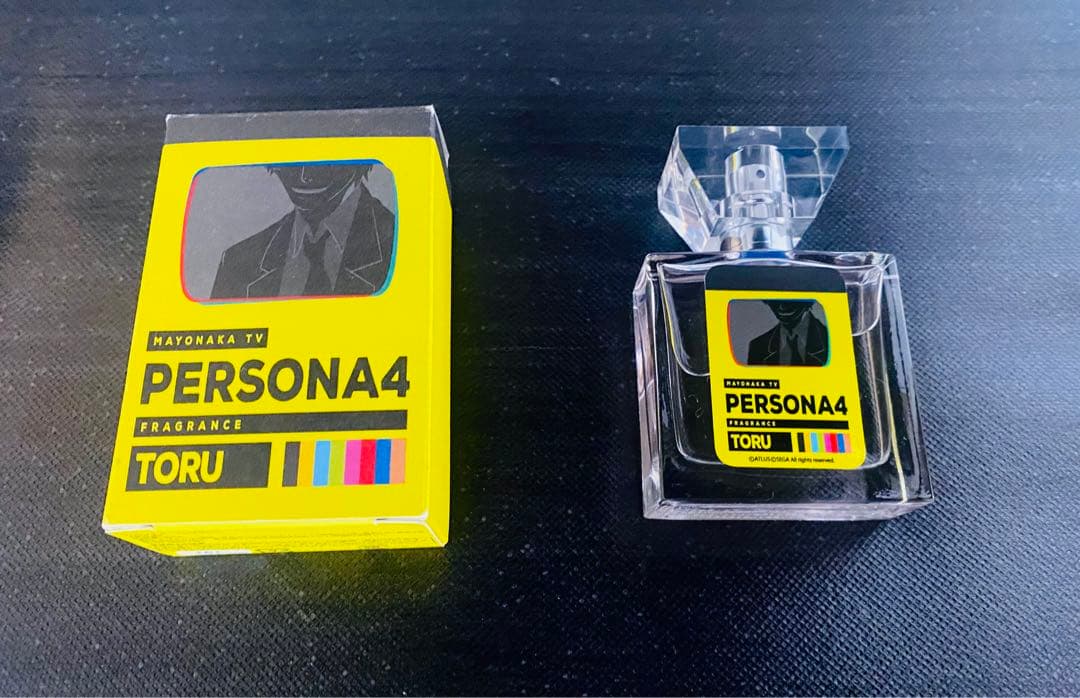 MAYONAKA TV
PERSONA4
FRAGRANCE
TORU
MAYONAKA TV
PERSONA4
FRAGRANCE
TORU
©ATLUS ©SEGA All rights reserved.